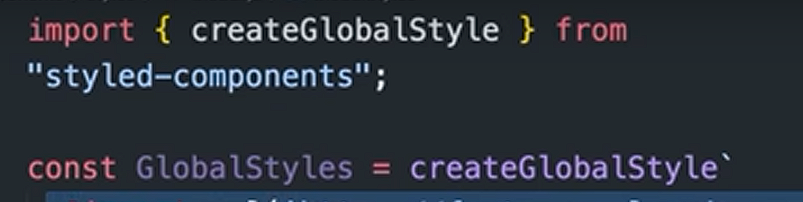 import { createGlobalStyle } from
"styled-components";
const GlobalStyles = createGlobalStyle`